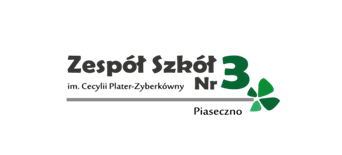 Zespół Szkół
im. Cecylii Plater-Zyberkówny Nr 3
Piaseczno